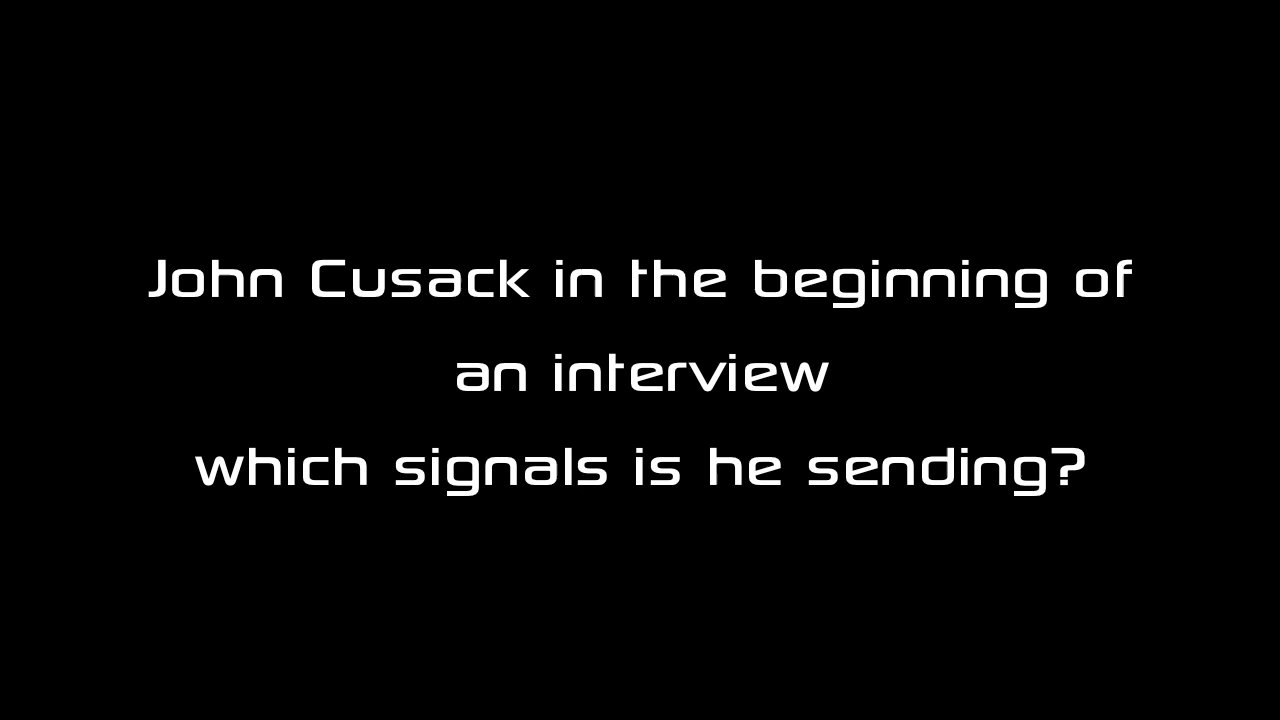 John Cusack in the beginning of
an interview
which signals is he sending?